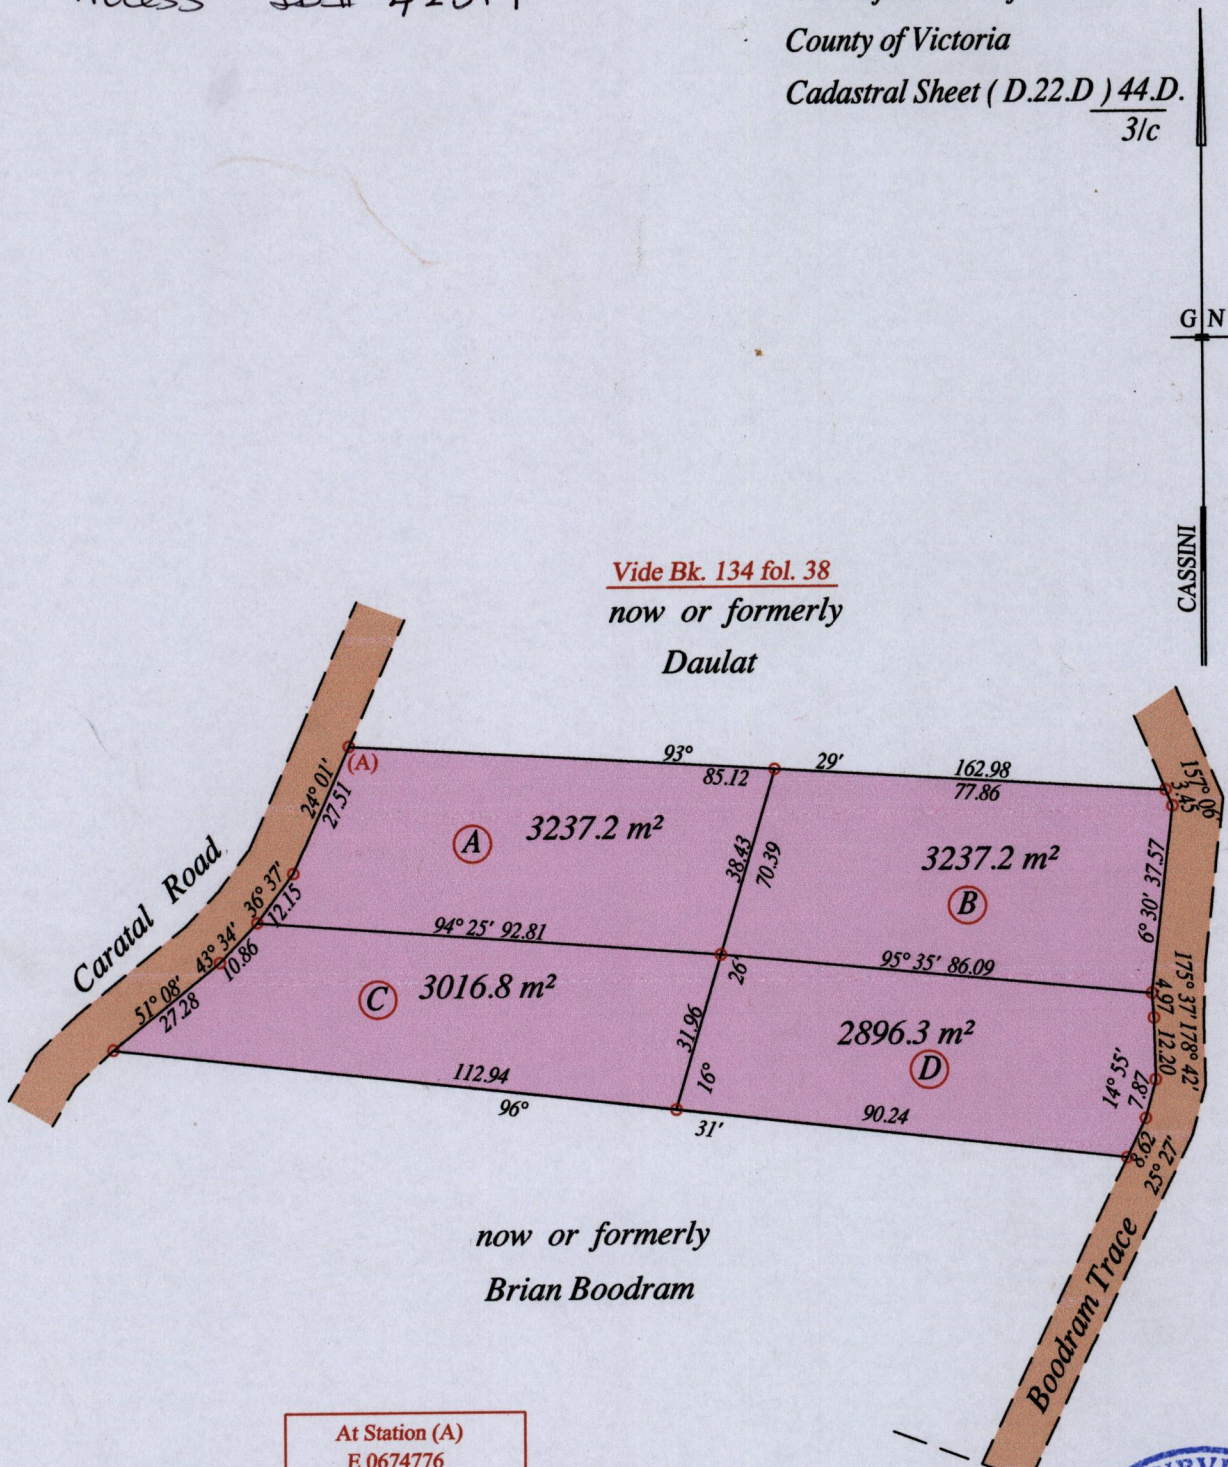 County of Victoria
Cadastral Sheet ( D.22.D ) 44.D.
3/c
G N
CASSINI
Vide Bk. 134 fol. 38
now or formerly
Daulat
(A)
93°
29'
85.12
162.98
77.86
157° 06'
3.45
24° 01'
27.51
A
3237.2 m²
38.43
70.39
3237.2 m²
B
6° 30' 37.57
Caratal Road
36° 37'
12.15
94° 25' 92.81
43° 34'
10.86
26'
95° 35' 86.09
175° 37' 178° 42'
4.97 12.20
51° 08'
27.28
C
3016.8 m²
31.96
16°
2896.3 m²
D
14° 55'
7.87
112.94
96°
31'
90.24
8.62
25° 27'
Boodram Trace
now or formerly
Brian Boodram
At Station (A)
E 0674776